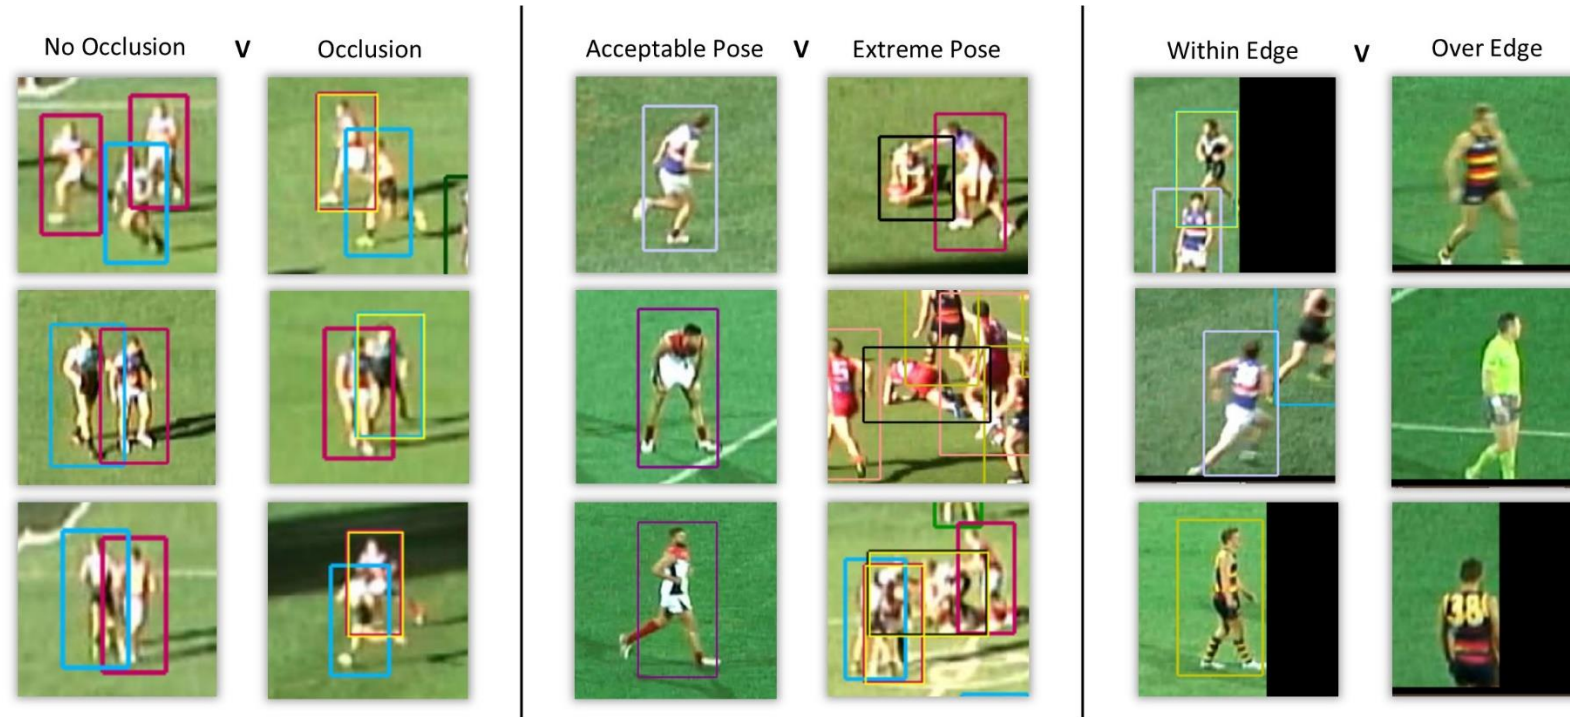 No Occlusion V Occlusion
Acceptable Pose V Extreme Pose
Within Edge V Over Edge
38